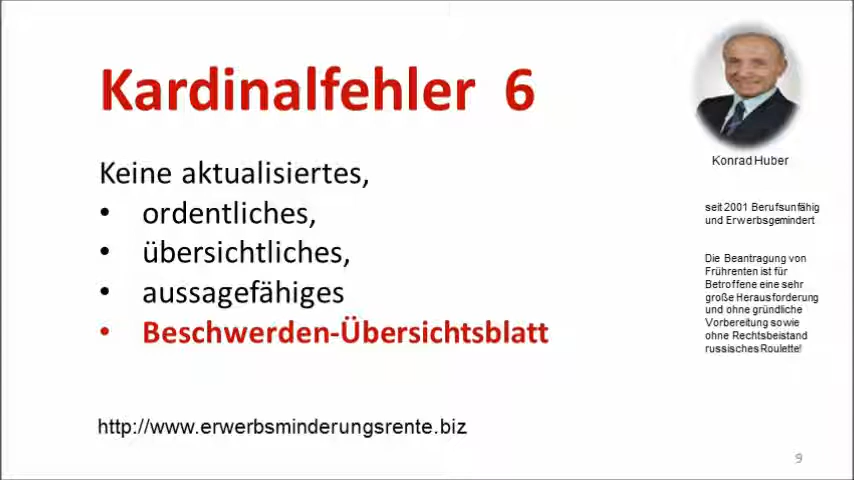 Kardinalfehler 6
Keine aktualisiertes,
• ordentliches,
• übersichtliches,
• aussagefähiges
• Beschwerden-Übersichtsblatt
http://www.erwerbsminderungsrente.biz
Konrad Huber
seit 2001 Berufsunfähig
und Erwerbsgemindert
Die Beantragung von
Frührenten ist für
Betroffene eine sehr
große Herausforderung
und ohne gründliche
Vorbereitung sowie
ohne Rechtsbeistand
russisches Roulette!
9